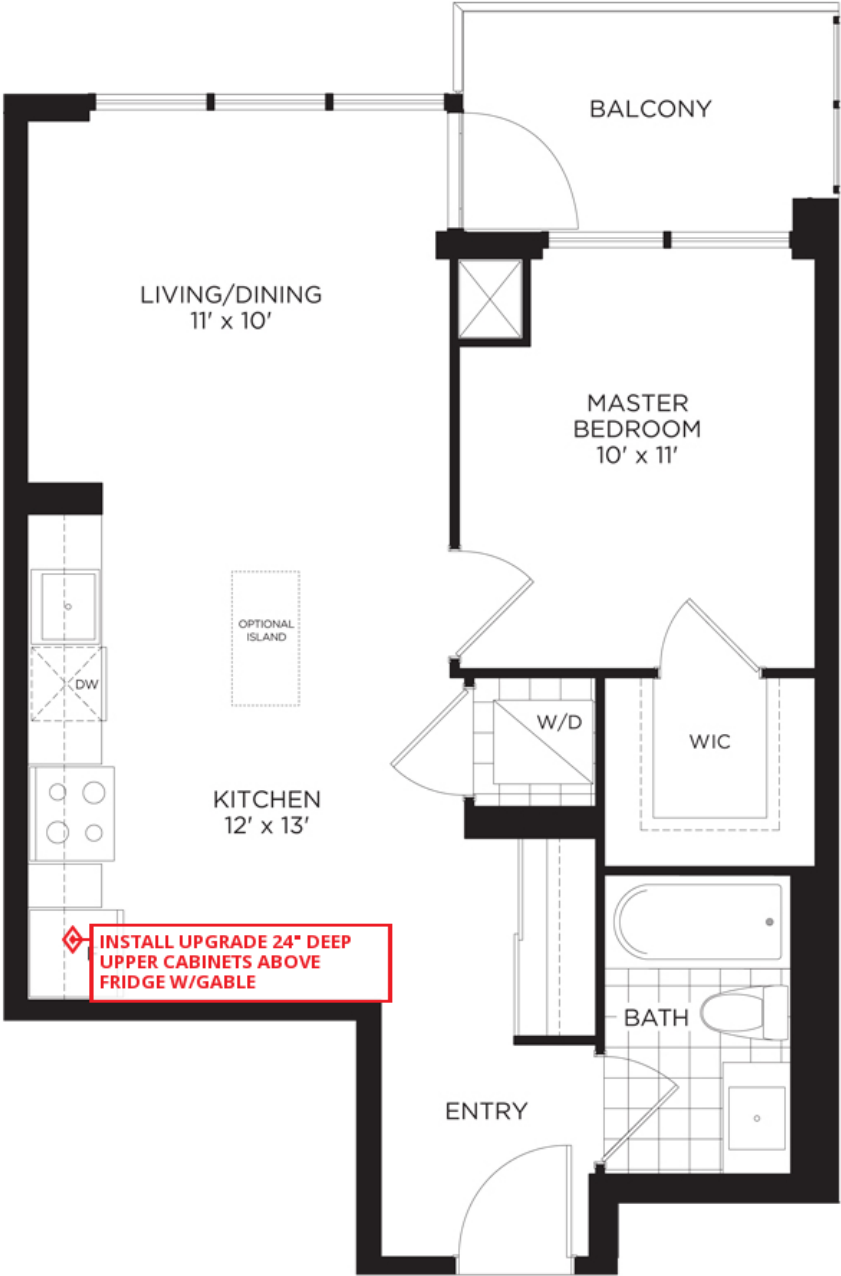 BALCONY
LIVING/DINING
11' x 10'
MASTER
BEDROOM
10' x 11'
OPTIONAL
ISLAND
DW
W/D
WIC
KITCHEN
12' x 13'
INSTALL UPGRADE 24" DEEP
UPPER CABINETS ABOVE
FRIDGE W/GABLE
BATH
ENTRY